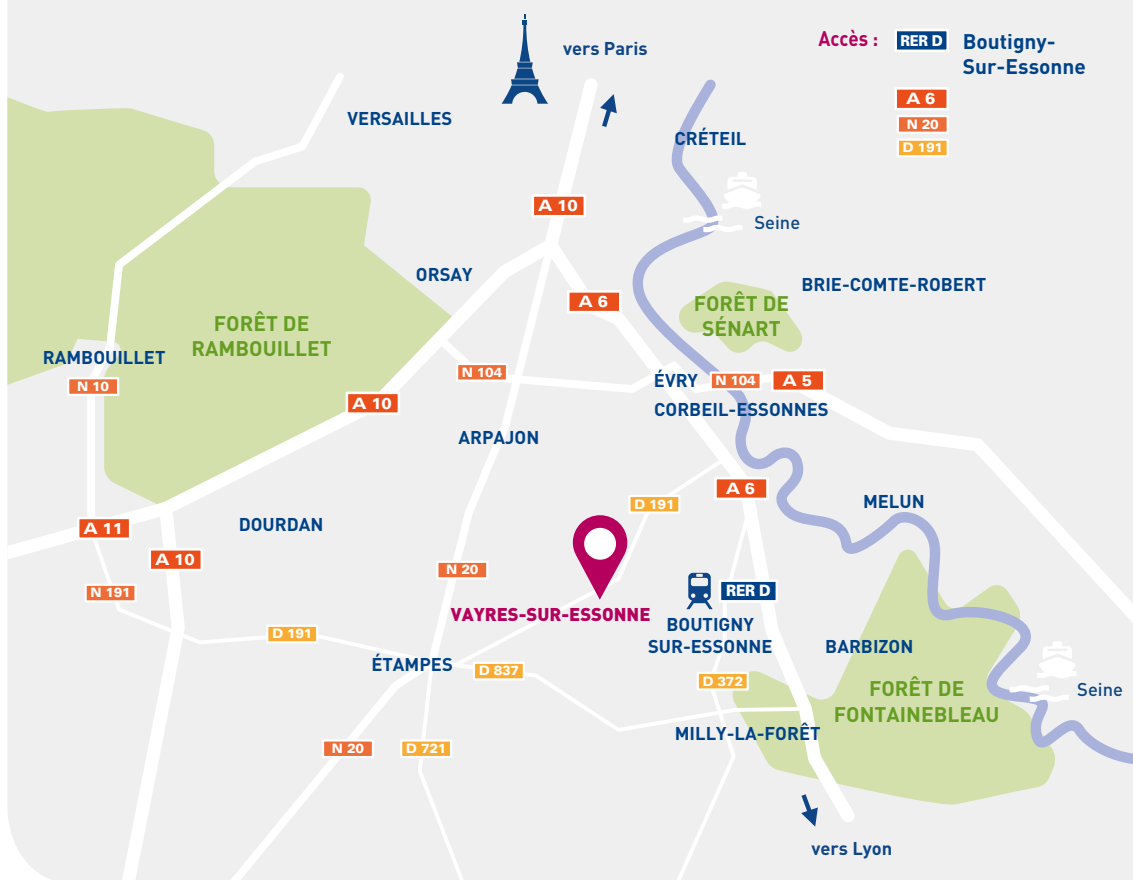 vers Paris
Accès :
RER D
Boutigny-
Sur-Essonne
A 6
N 20
D 191
VERSAILLES
CRÉTEIL
A 10
Seine
ORSAY
BRIE-COMTE-ROBERT
A 6
FORÊT DE
SÉNART
FORÊT DE
RAMBOUILLET
RAMBOUILLET
N 10
N 104
ÉVRY
N 104
A 5
A 10
CORBEIL-ESSONNES
ARPAJON
A 6
D 191
MELUN
A 11
DOURDAN
A 10
N 20
N 191
RER D
VAYRES-SUR-ESSONNE
BOUTIGNY
SUR-ESSONNE
D 191
BARBIZON
ÉTAMPES
D 837
D 372
FORÊT DE
FONTAINEBLEAU
Seine
MILLY-LA-FORÊT
N 20
D 721
vers Lyon